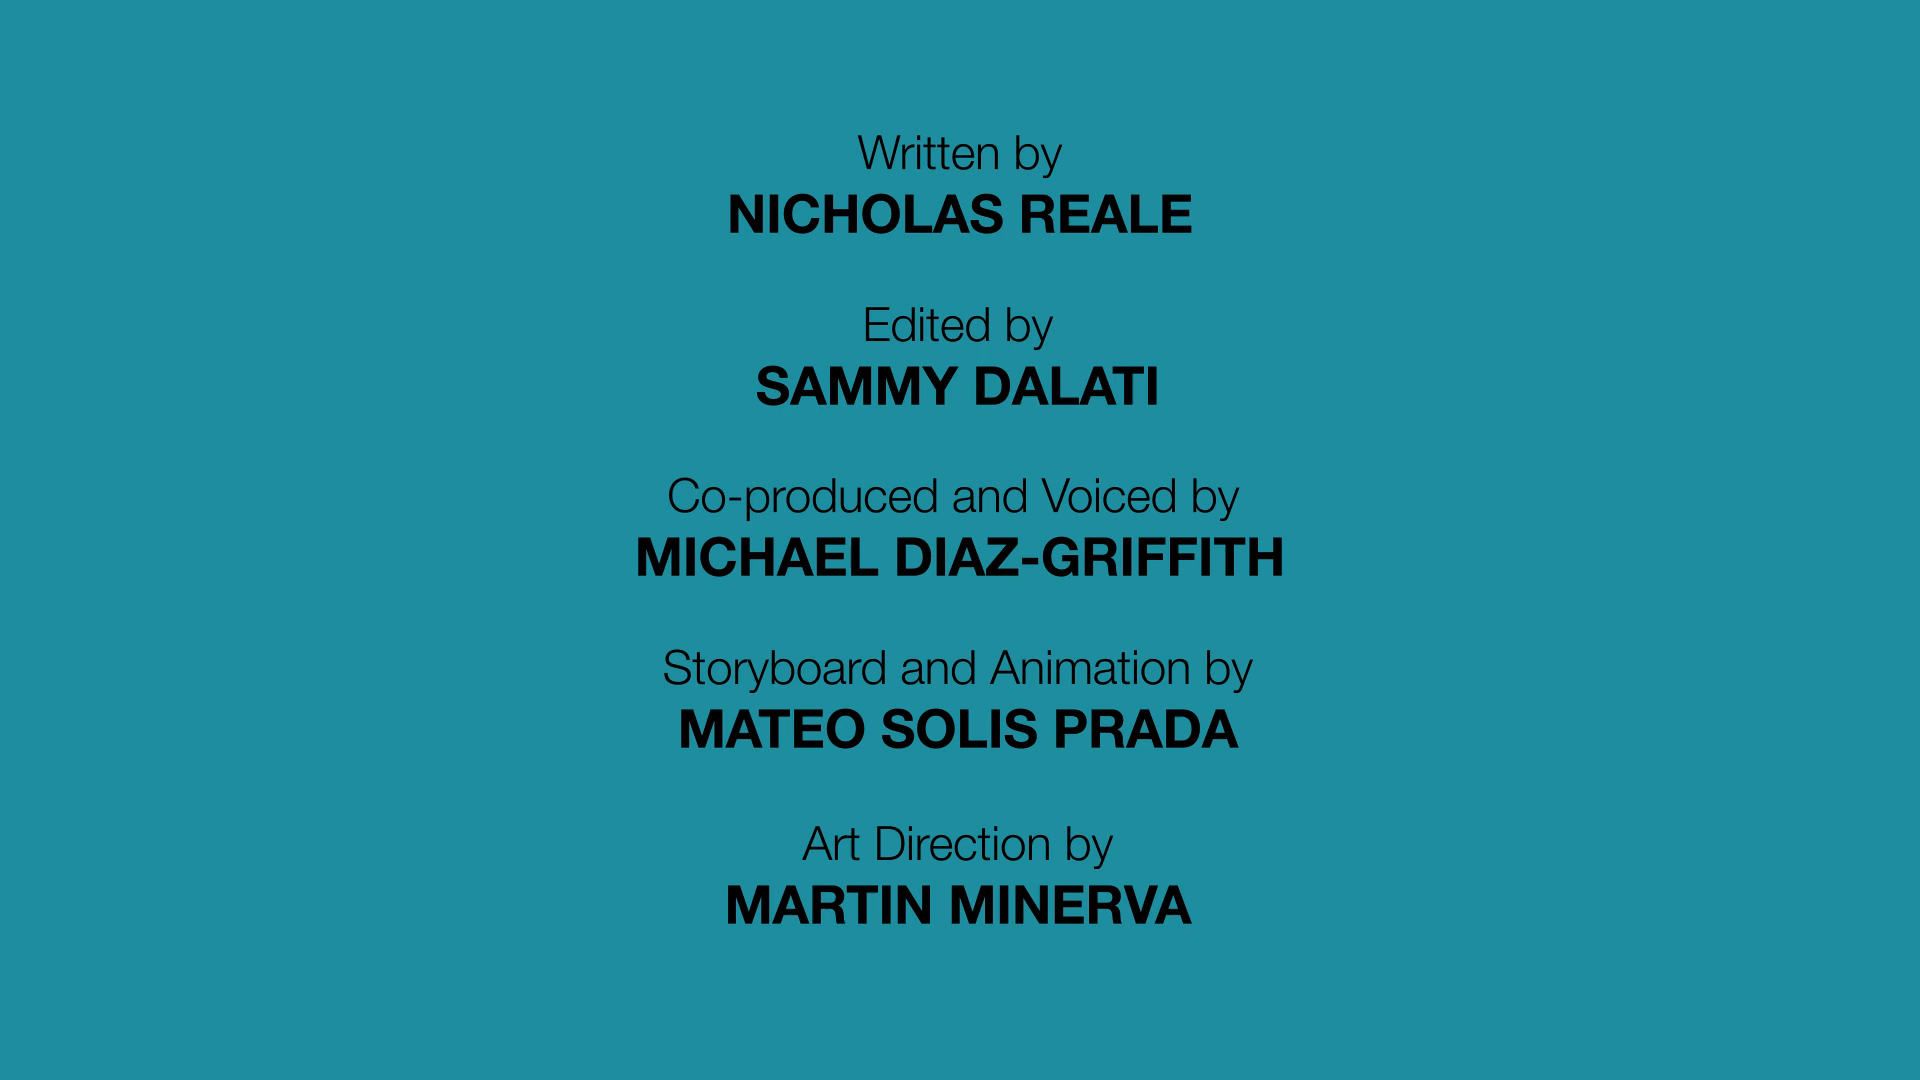 Written by
NICHOLAS REALE
Edited by
SAMMY DALATI
Co-produced and Voiced by
MICHAEL DIAZ-GRIFFITH
Storyboard and Animation by
MATEO SOLIS PRADA
Art Direction by
MARTIN MINERVA